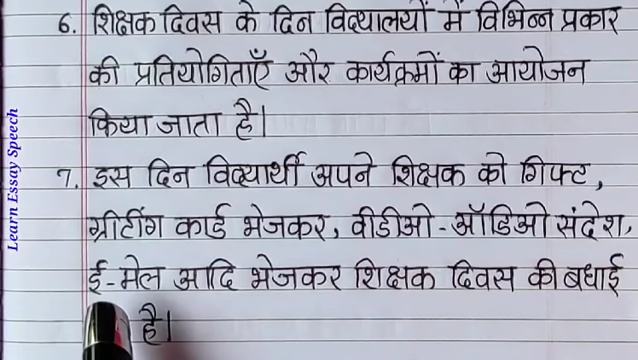 6. शिक्षक दिवस के दिन विद्यालयों में विभिन्न प्रकार
की प्रतियोगिताएँ और कार्यक्रमों का आयोजन
किया जाता है।
7. इस दिन विद्यार्थी अपने शिक्षक को गिफ्ट,
ग्रीटींग कार्ड भेजकर, वीडीओ-ऑडिओ संदेश,
ई-मेल आदि भेजकर शिक्षक दिवस की बधाई
है।
Learn Essay Speech